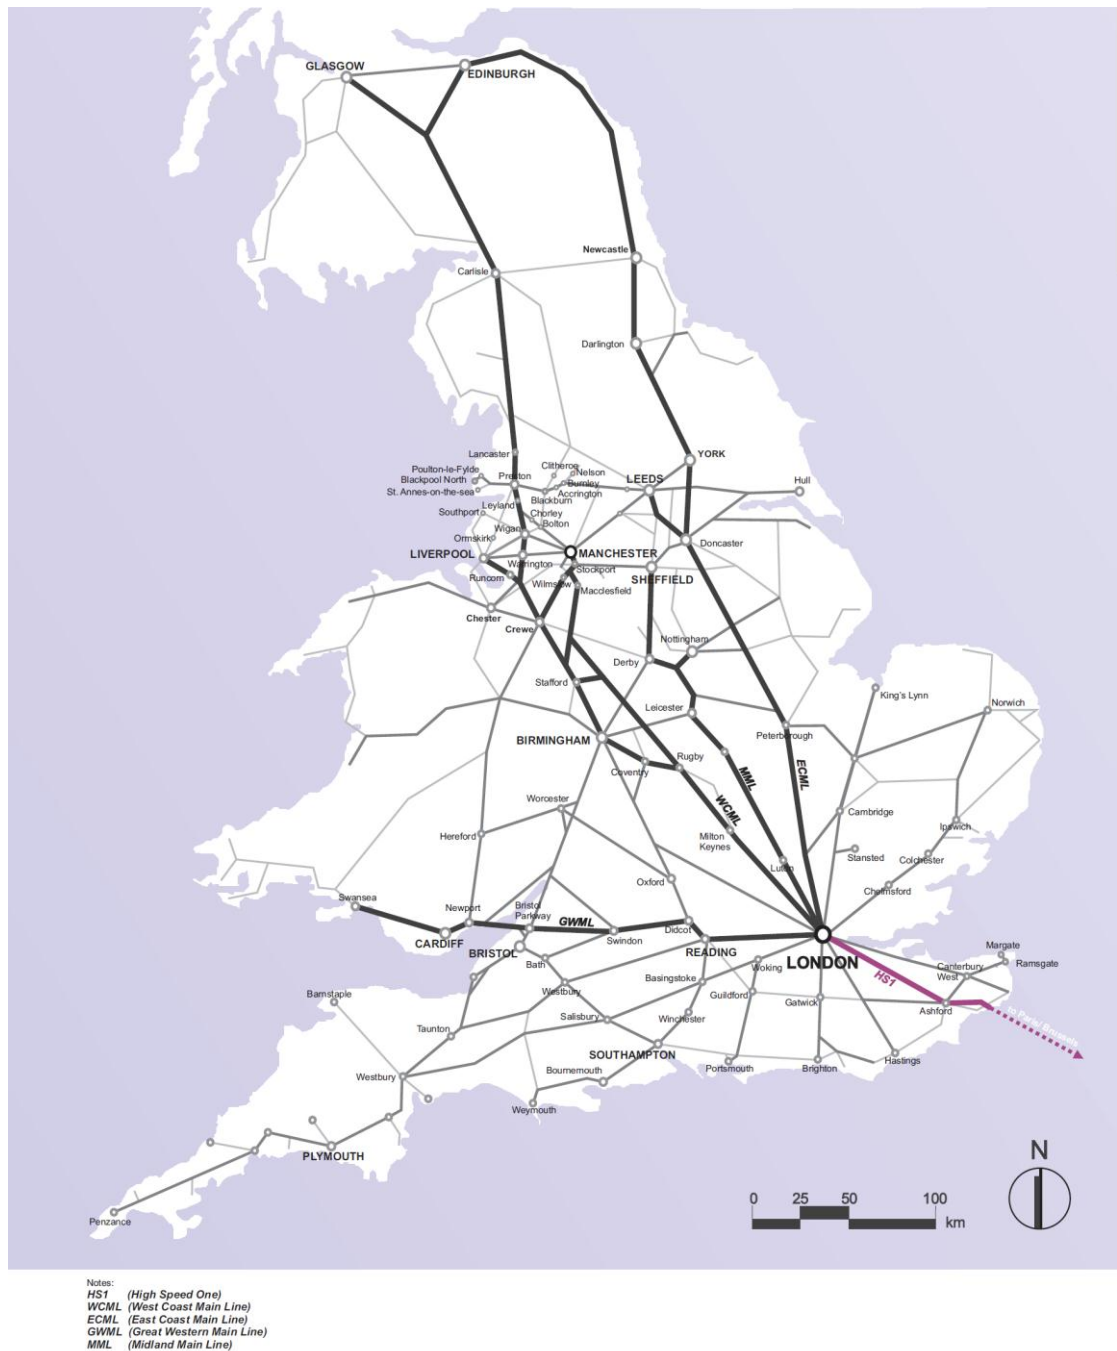 GLASGOW
EDINBURGH
Newcastle
Carlisle
Darlington
YORK
Lancaster
Clitheroe
Poulton-le-Fylde
Nelson
Blackpool North
Preston
Burnley
LEEDS
Hull
St. Annes-on-the-sea
Accrington
Blackburn
Leyland
Southport
Chorley
Bolton
Wigan
Ormskirk
Doncaster
LIVERPOOL
MANCHESTER
Warrington
Stockport
Runcorn
Wilmslow
SHEFFIELD
Macclesfield
Chester
Crewe
Nottingham
Derby
Stafford
King's Lynn
Leicester
Norwich
BIRMINGHAM
Peterborough
Rugby
Coventry
MML
ECML
WCML
Worcester
Cambridge
Hereford
Milton
Keynes
Ipswich
Stansted
Luton
Colchester
Oxford
Chelmsford
Swansea
Newport
Bristol
Parkway
GWML
Didcot
Swindon
CARDIFF
BRISTOL
READING
LONDON
Margate
Ramsgate
Bath
Woking
Canterbury
West
HS1
Westbury
Basingstoke
Barnstaple
Guildford
Gatwick
Ashford
to Paris/ Brussels
Salisbury
Winchester
Taunton
SOUTHAMPTON
Hastings
Bournemouth
Portsmouth
Brighton
Westbury
Weymouth
PLYMOUTH
Penzance
N
0 25 50 100
km
Notes:
HS1 (High Speed One)
WCML (West Coast Main Line)
ECML (East Coast Main Line)
GWML (Great Western Main Line)
MML (Midland Main Line)